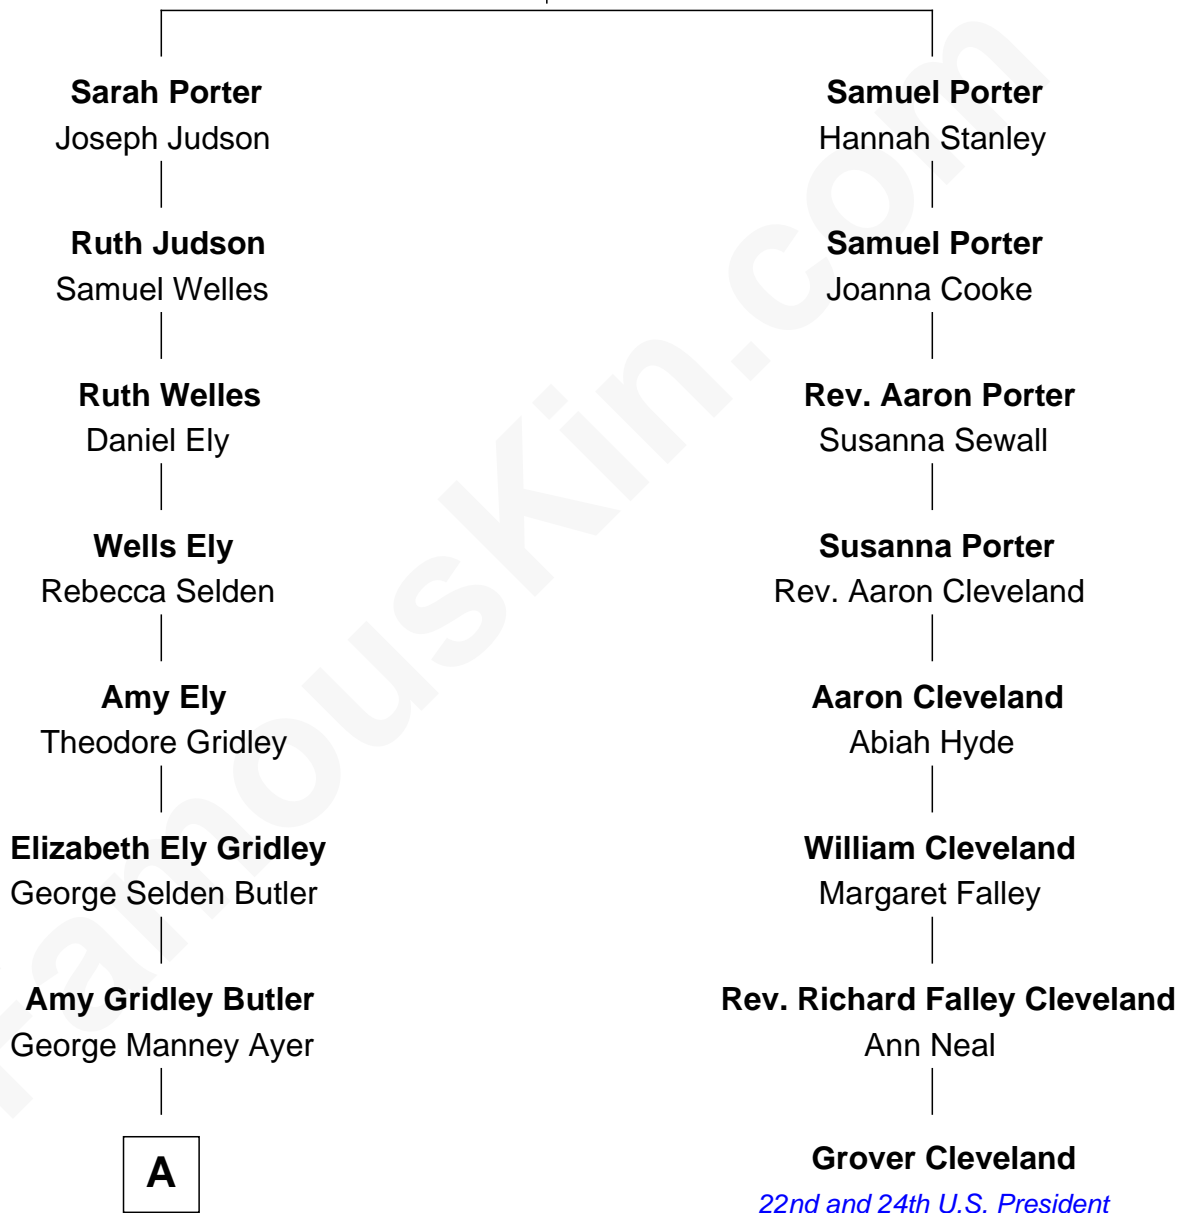 Sarah Porter
Joseph Judson
Ruth Judson
Samuel Welles
Ruth Welles
Daniel Ely
Wells Ely
Rebecca Selden
Amy Ely
Theodore Gridley
Elizabeth Ely Gridley
George Selden Butler
Amy Gridley Butler
George Manney Ayer
A
Samuel Porter
Hannah Stanley
Samuel Porter
Joanna Cooke
Rev. Aaron Porter
Susanna Sewall
Susanna Porter
Rev. Aaron Cleveland
Aaron Cleveland
Abiah Hyde
William Cleveland
Margaret Falley
Rev. Richard Falley Cleveland
Ann Neal
Grover Cleveland
22nd and 24th U.S. President
FamousKin.com